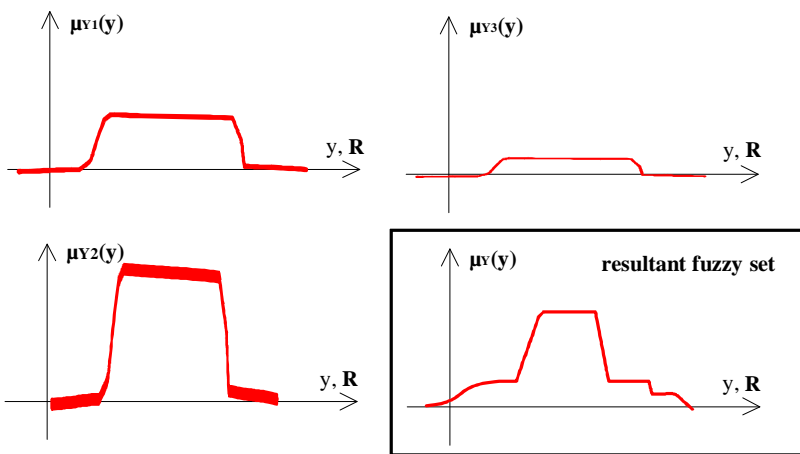 μY1(y)
y, R
μY3(y)
y, R
μY2(y)
y, R
μY(y)
resultant fuzzy set
y, R